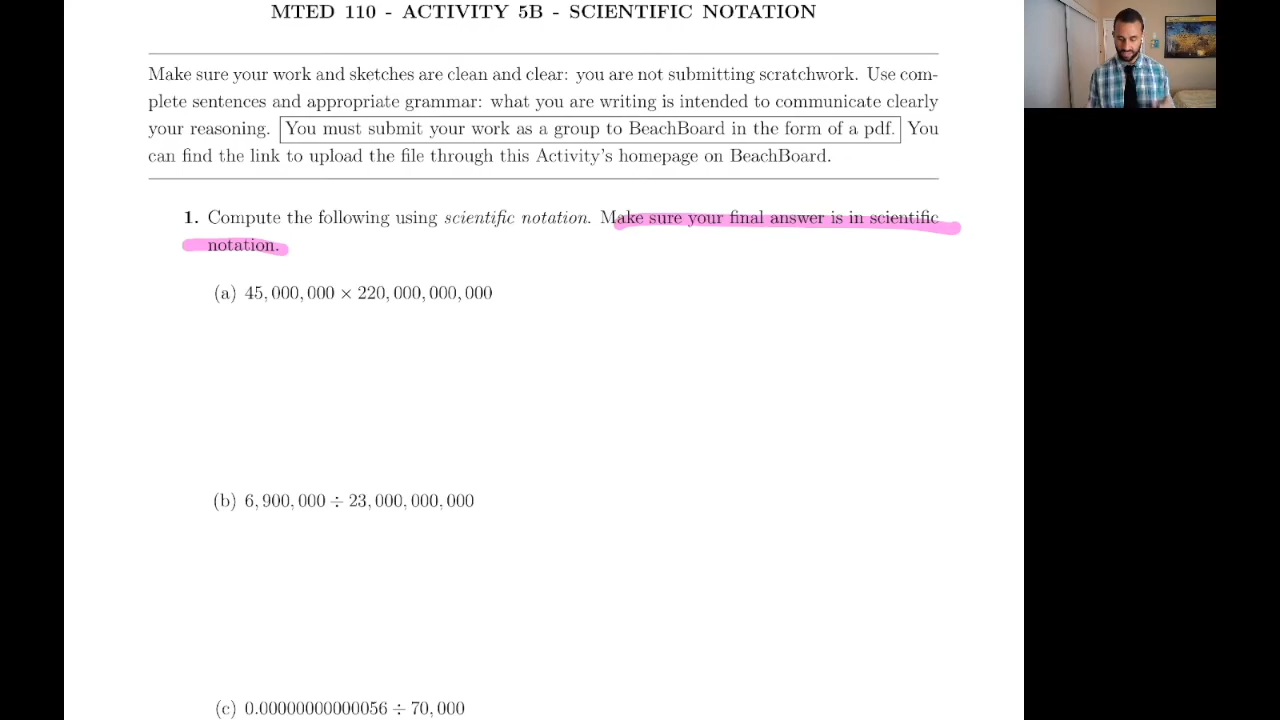 MTED 110 - ACTIVITY 5B - SCIENTIFIC NOTATION
Make sure your work and sketches are clean and clear: you are not submitting scratchwork. Use com-
plete sentences and appropriate grammar: what you are writing is intended to communicate clearly
your reasoning. You must submit your work as a group to BeachBoard in the form of a pdf. You
can find the link to upload the file through this Activity's homepage on BeachBoard.
1. Compute the following using scientific notation. Make sure your final answer is in scientific
notation.
(a) 45, 000, 000 × 220, 000, 000, 000
(b) 6, 900, 000 ÷ 23, 000, 000, 000
(c) 0.00000000000056 ÷ 70, 000